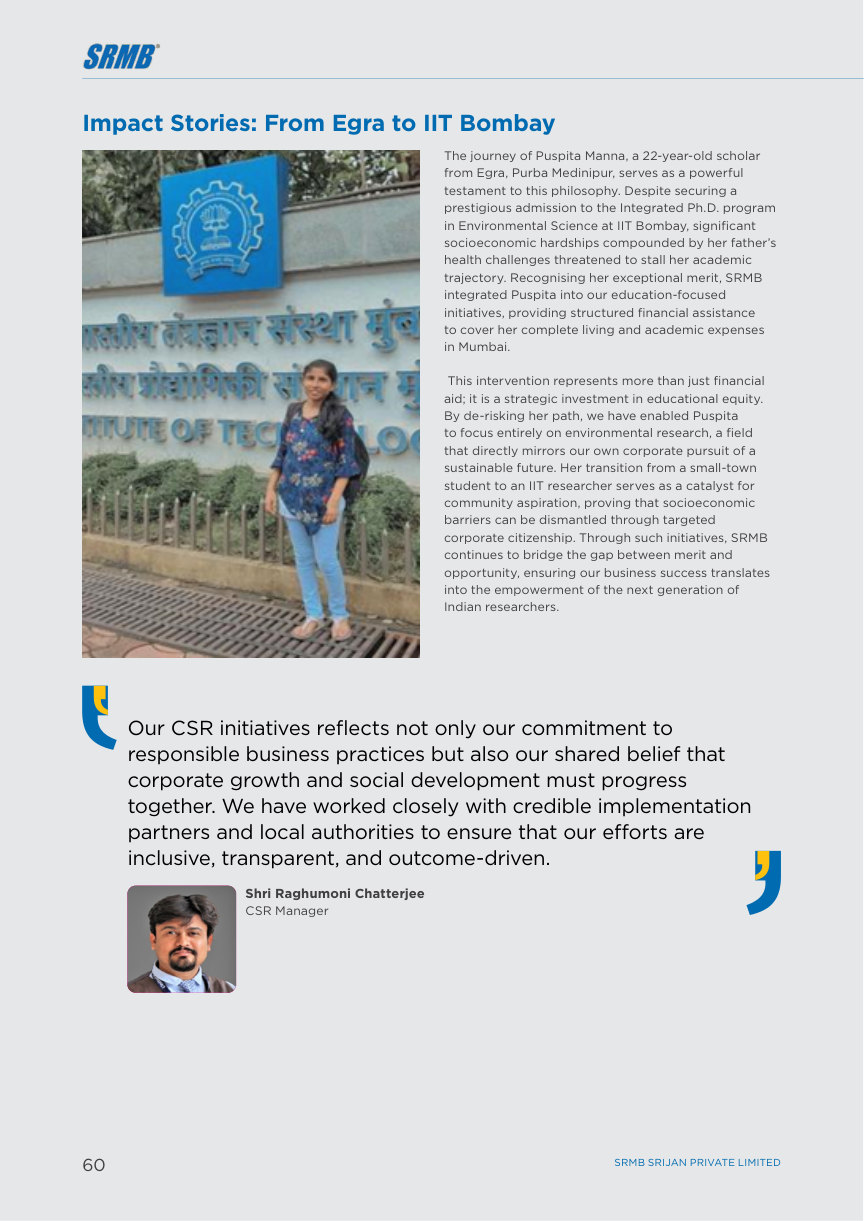 SRMB
Impact Stories: From Egra to IIT Bombay
The journey of Puspita Manna, a 22-year-old scholar
from Egra, Purba Medinipur, serves as a powerful
testament to this philosophy. Despite securing a
prestigious admission to the Integrated Ph.D. program
in Environmental Science at IIT Bombay, significant
socioeconomic hardships compounded by her father's
health challenges threatened to stall her academic
trajectory. Recognising her exceptional merit, SRMB
integrated Puspita into our education-focused
initiatives, providing structured financial assistance
to cover her complete living and academic expenses
in Mumbai.
This intervention represents more than just financial
aid; it is a strategic investment in educational equity.
By de-risking her path, we have enabled Puspita
to focus entirely on environmental research, a field
that directly mirrors our own corporate pursuit of a
sustainable future. Her transition from a small-town
student to an IIT researcher serves as a catalyst for
community aspiration, proving that socioeconomic
barriers can be dismantled through targeted
corporate citizenship. Through such initiatives, SRMB
continues to bridge the gap between merit and
opportunity, ensuring our business success translates
into the empowerment of the next generation of
Indian researchers.
तंत्रज्ञान संस्था मुंब
प्रौद्योगिकी
TITUTE OF TEC
Our CSR initiatives reflects not only our commitment to
responsible business practices but also our shared belief that
corporate growth and social development must progress
together. We have worked closely with credible implementation
partners and local authorities to ensure that our efforts are
inclusive, transparent, and outcome-driven.
Shri Raghumoni Chatterjee
CSR Manager
60
SRMB SRIJAN PRIVATE LIMITED